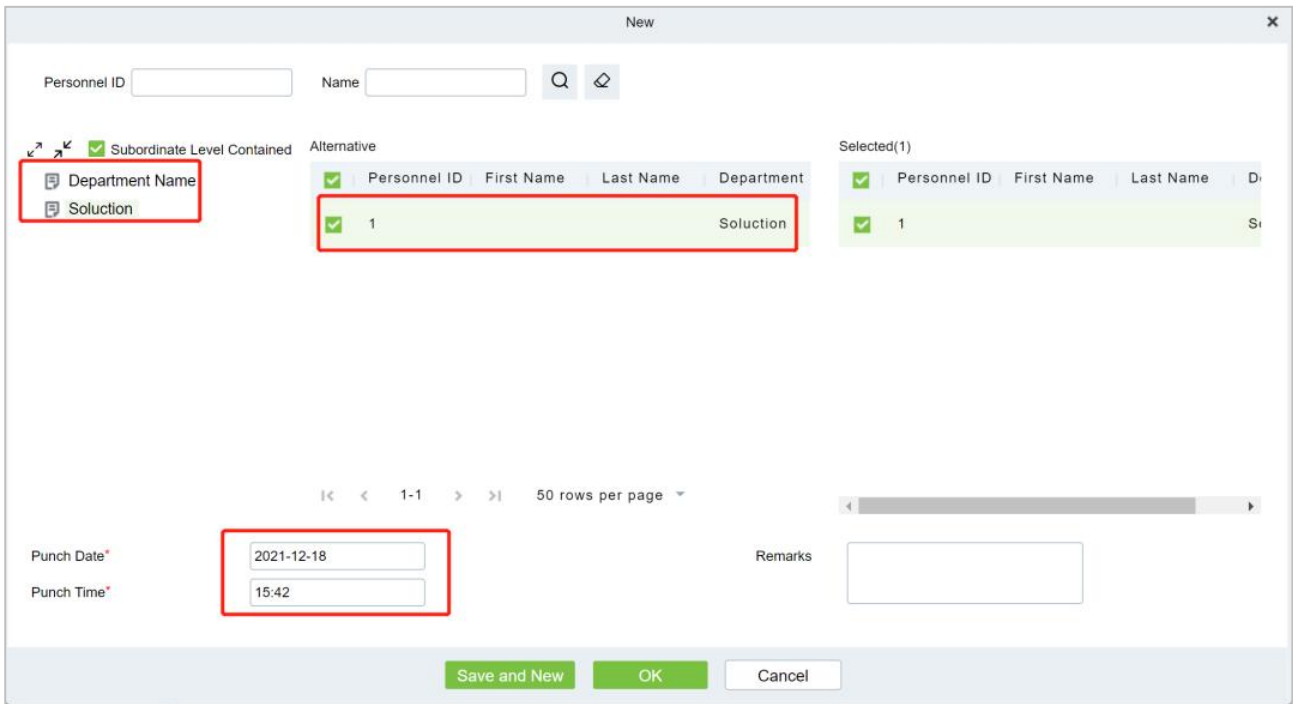 New
Personnel ID Name
Subordinate Level Contained Alternative Selected(1)
Department Name Personnel ID First Name Last Name Department Personnel ID First Name Last Name
Soluction 1 Soluction 1
1-1 50 rows per page
Punch Date* 2021-12-18 Remarks
Punch Time* 15:42
Save and New OK Cancel